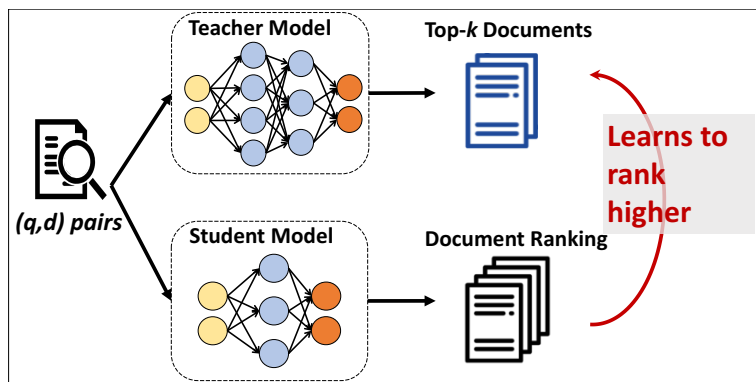 Teacher Model
Top-k Documents
(q,d) pairs
Learns to
rank
higher
Student Model
Document Ranking